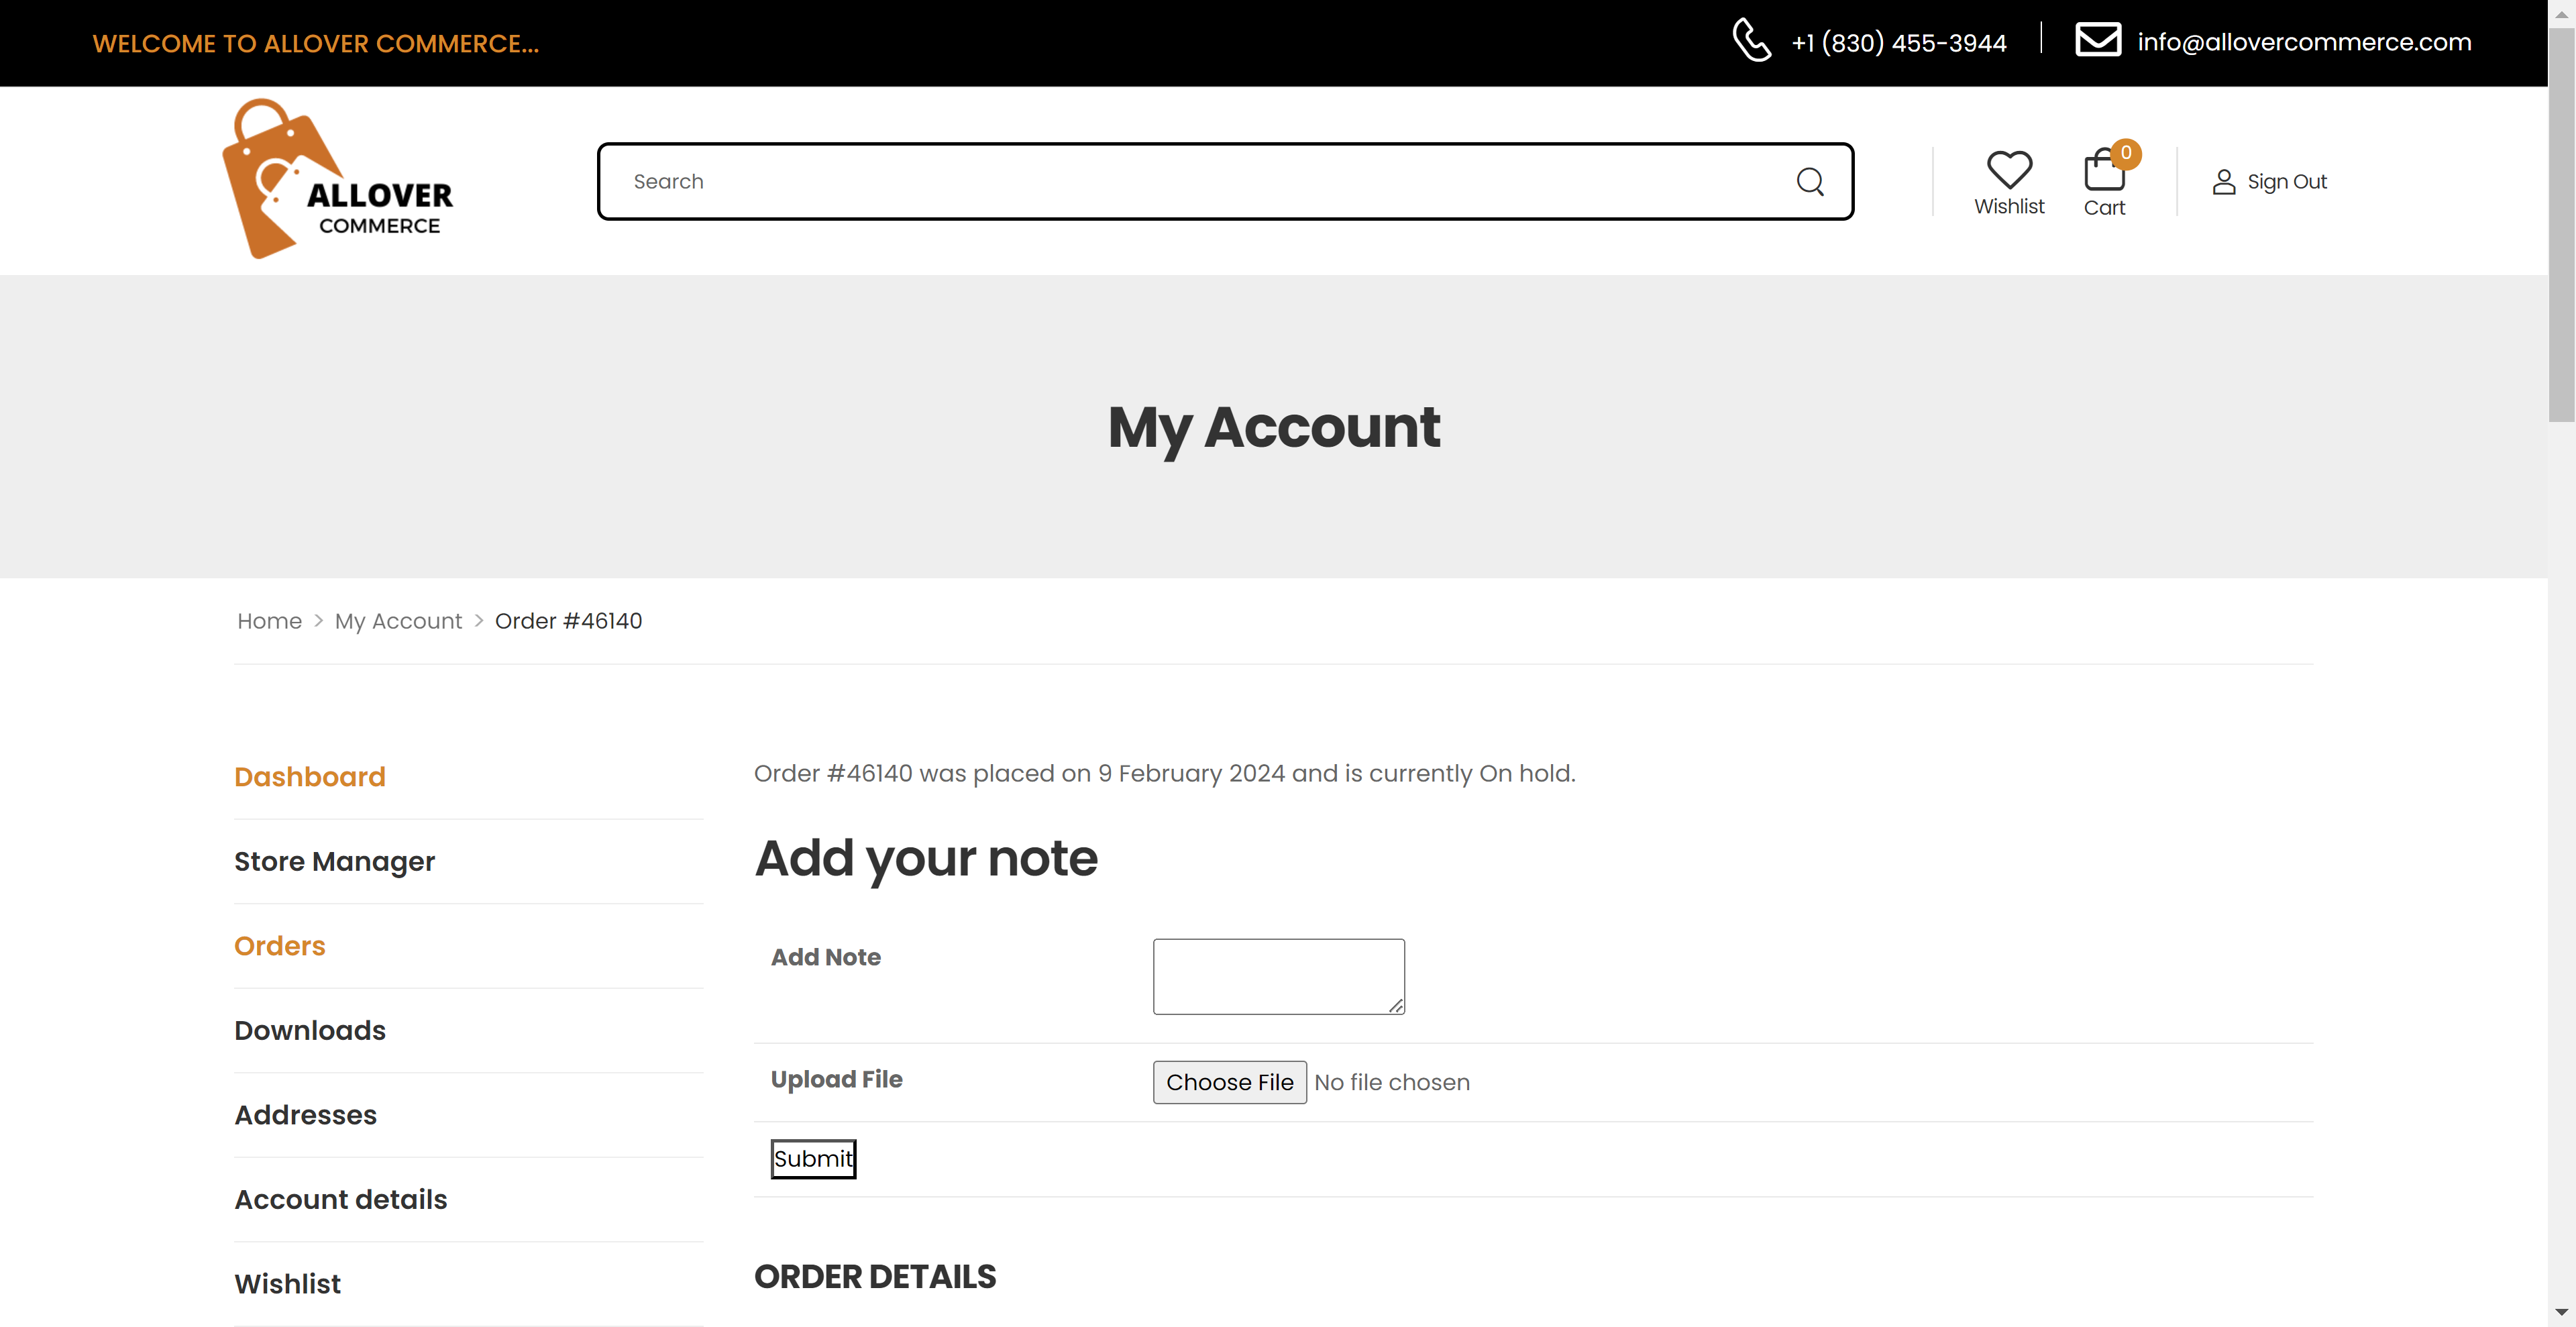 WELCOME TO ALLOVER COMMERCE...
+1 (830) 455-3944
info@allovercommerce.com
ALLOVER
COMMERCE
Search
Wishlist
0
Cart
Sign Out
My Account
Home > My Account > Order #46140
Dashboard
Store Manager
Orders
Downloads
Addresses
Account details
Wishlist
Order #46140 was placed on 9 February 2024 and is currently On hold.
Add your note
Add Note
Upload File
Choose File No file chosen
Submit
ORDER DETAILS